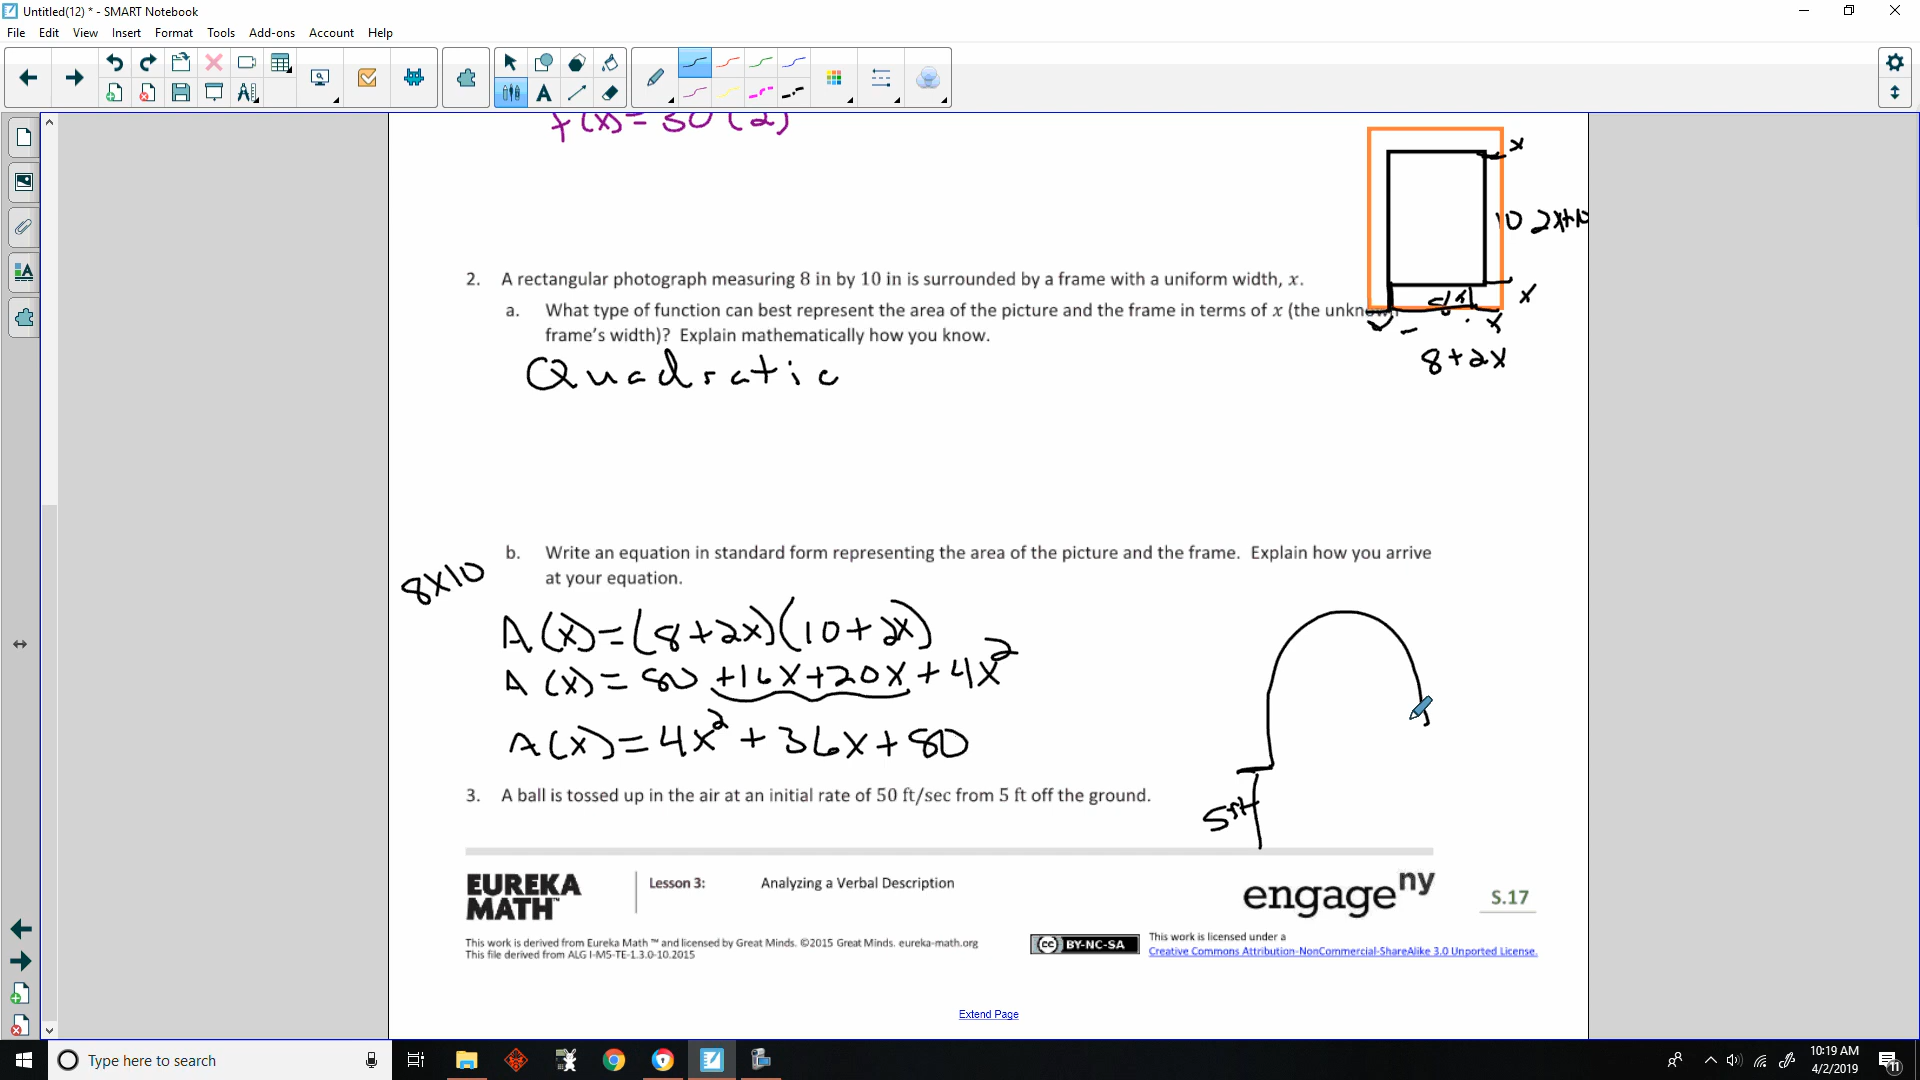 Untitled(12) * - SMART Notebook
File Edit View Insert Format Tools Add-ons Account Help
f(x)= 50(2)
x
10 2x+10
x
x
8+2x
2. A rectangular photograph measuring 8 in by 10 in is surrounded by a frame with a uniform width, x.
a. What type of function can best represent the area of the picture and the frame in terms of x (the unknown
frame's width)? Explain mathematically how you know.
Quadratic
b. Write an equation in standard form representing the area of the picture and the frame. Explain how you arrive
at your equation.
8x10
A(x)=(8+2x)(10+2x)
A(x)= 80 +16x+20x+4x²
A(x)=4x²+36x+80
3. A ball is tossed up in the air at an initial rate of 50 ft/sec from 5 ft off the ground.
5ft
EUREKA
MATH™
Lesson 3: Analyzing a Verbal Description
engage ny
S.17
This work is derived from Eureka Math ™ and licensed by Great Minds. ©2015 Great Minds. eureka-math.org
This file derived from ALG I-M5-TE-1.3.0-10.2015
cc BY-NC-SA
This work is licensed under a
Creative Commons Attribution-NonCommercial-ShareAlike 3.0 Unported License.
Extend Page
Type here to search
10:19 AM
4/2/2019
11